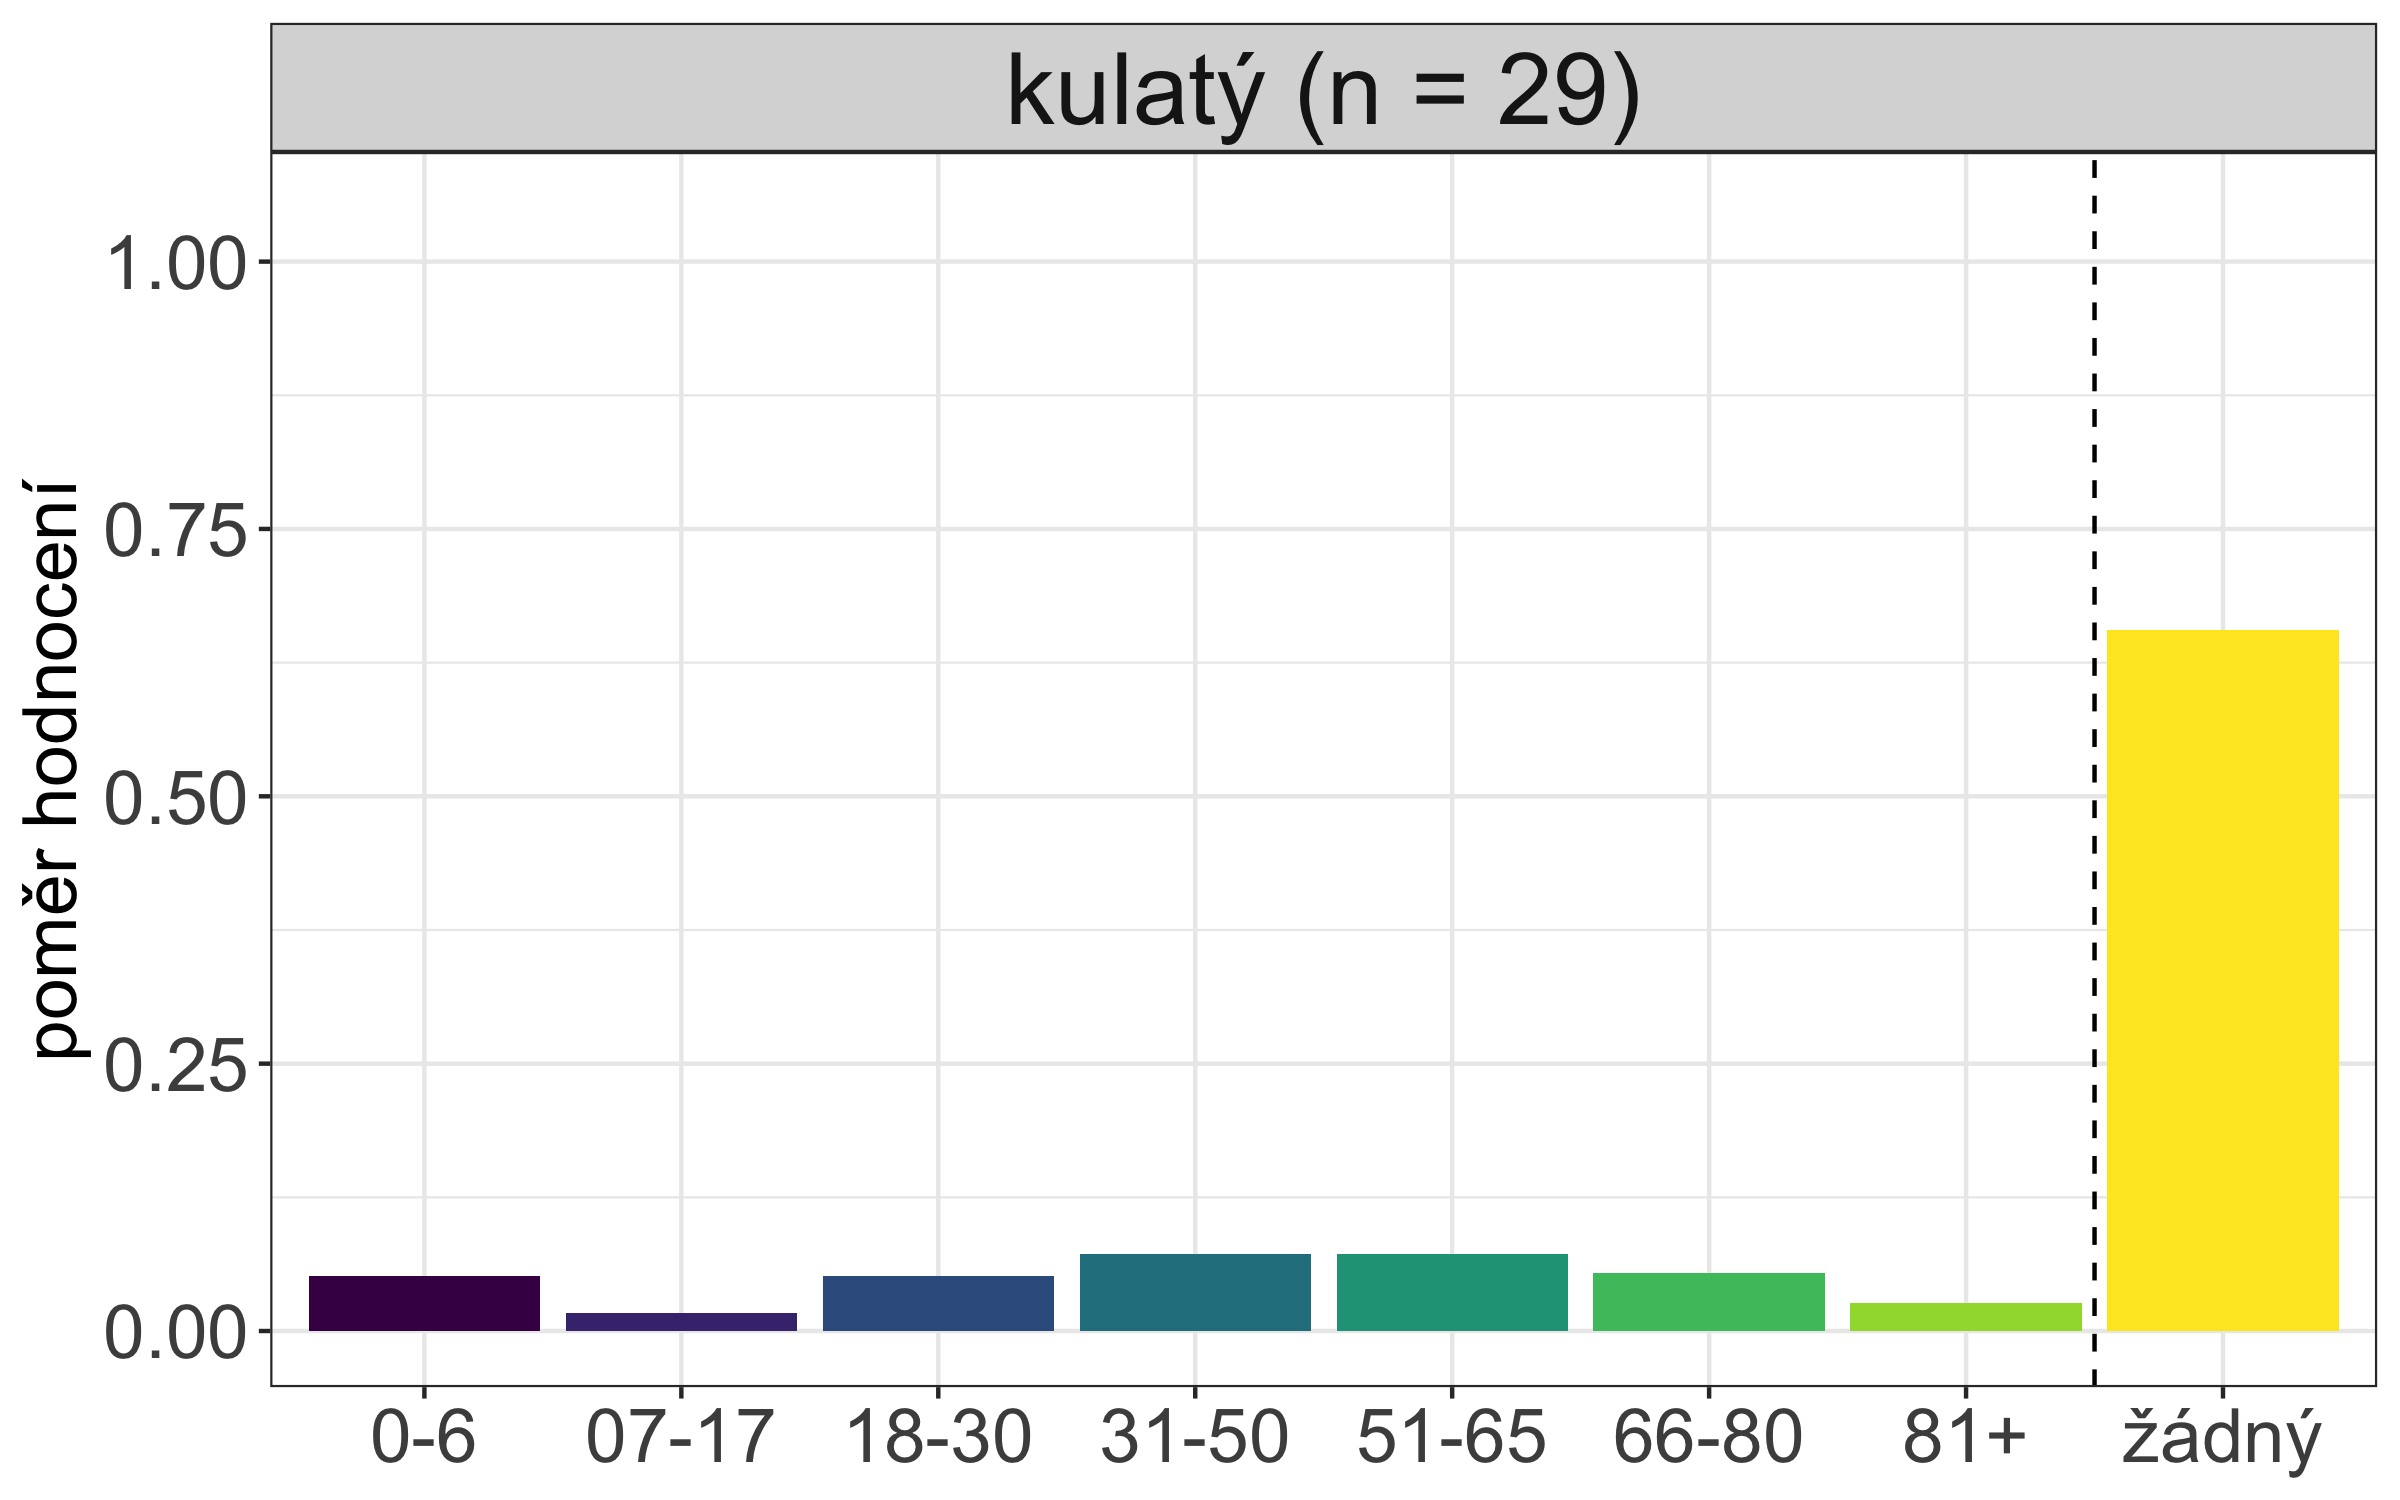 kulatý (n = 29)
poměr hodnocení
1.00
0.75
0.50
0.25
0.00
0-6 07-17 18-30 31-50 51-65 66-80 81+ žádný